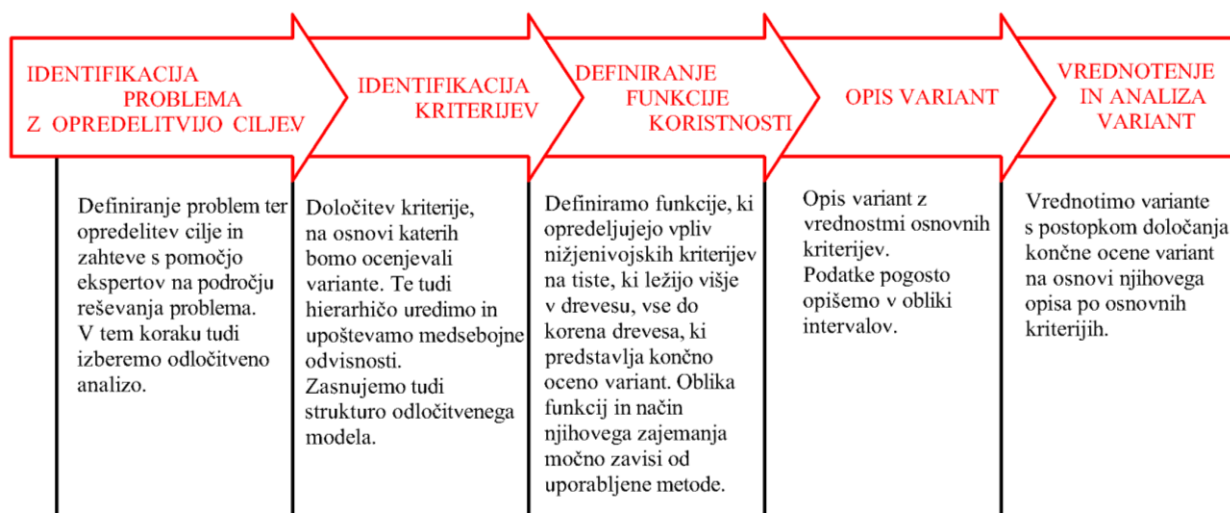 IDENTIFIKACIJA
PROBLEMA
Z OPREDELITVIJO CILJEV
IDENTIFIKACIJA
KRITERIJEV
DEFINIRANJE
FUNKCIJE
KORISTNOSTI
OPIS VARIANT
VREDNOTENJE
IN ANALIZA
VARIANT
Definiranje problem ter
opredelitev cilje in
zahteve s pomočjo
ekspertov na področju
reševanja problema.
V tem koraku tudi
izberemo odločitveno
analizo.
Določitev kriterije,
na osnovi katerih
bomo ocenjevali
variante. Te tudi
hierarhičo uredimo in
upoštevamo medsebojne
odvisnosti.
Zasnujemo tudi
strukturo odločitvenega
modela.
Definiramo funkcije, ki
opredeljujejo vpliv
nižjenivojskih kriterijev
na tiste, ki ležijo višje
v drevesu, vse do
korena drevesa, ki
predstavlja končno
oceno variant. Oblika
funkcij in način
njihovega zajemanja
močno zavisi od
uporabljene metode.
Opis variant z
vrednostmi osnovnih
kriterijev.
Podatke pogosto
opišemo v obliki
intervalov.
Vrednotimo variante
s postopkom določanja
končne ocene variant
na osnovi njihovega
opisa po osnovnih
kriterijih.